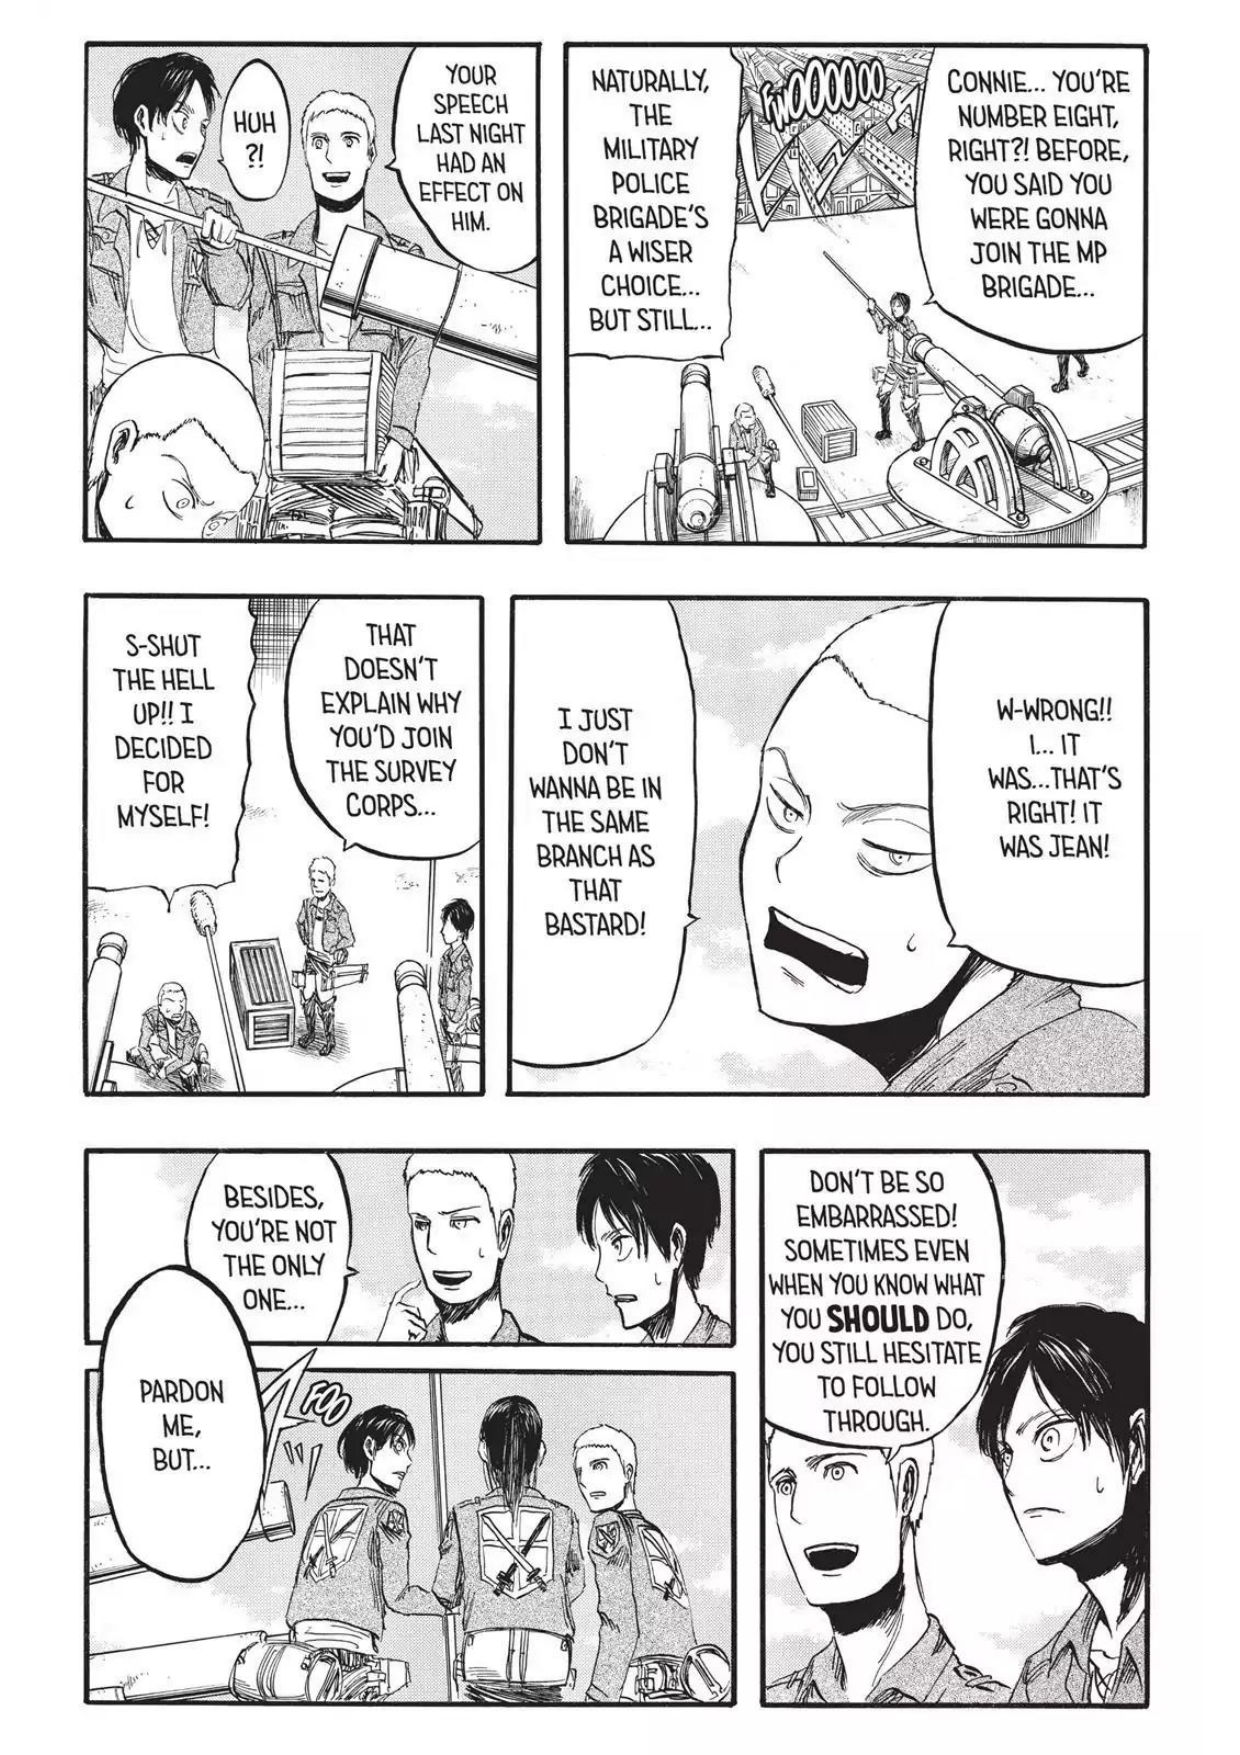 CONNIE... YOU'RE
NUMBER EIGHT,
RIGHT?! BEFORE,
YOU SAID YOU
WERE GONNA
JOIN THE MP
BRIGADE...
FWOOOOOO
NATURALLY,
THE
MILITARY
POLICE
BRIGADE'S
A WISER
CHOICE...
BUT STILL...
YOUR
SPEECH
LAST NIGHT
HAD AN
EFFECT ON
HIM.
HUH
?!
W-WRONG!!
I... IT
WAS...THAT'S
RIGHT! IT
WAS JEAN!
I JUST
DON'T
WANNA BE IN
THE SAME
BRANCH AS
THAT
BASTARD!
THAT
DOESN'T
EXPLAIN WHY
YOU'D JOIN
THE SURVEY
CORPS...
S-SHUT
THE HELL
UP!! I
DECIDED
FOR
MYSELF!
DON'T BE SO
EMBARRASSED!
SOMETIMES EVEN
WHEN YOU KNOW WHAT
YOU SHOULD DO,
YOU STILL HESITATE
TO FOLLOW
THROUGH.
BESIDES,
YOU'RE NOT
THE ONLY
ONE...
FOO
PARDON
ME,
BUT...